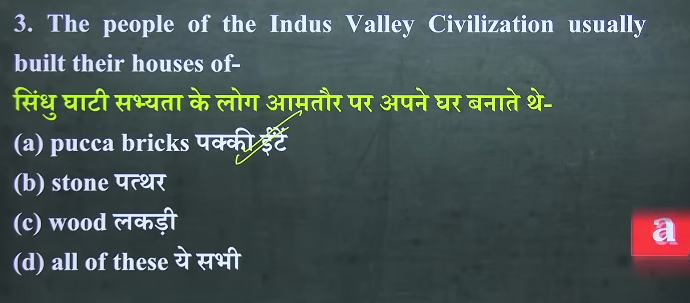 3. The people of the Indus Valley Civilization usually
built their houses of-
सिंधु घाटी सभ्यता के लोग आमतौर पर अपने घर बनाते थे-
(a) pucca bricks पक्की ईंटें
(b) stone पत्थर
(c) wood लकड़ी
a
(d) all of these ये सभी